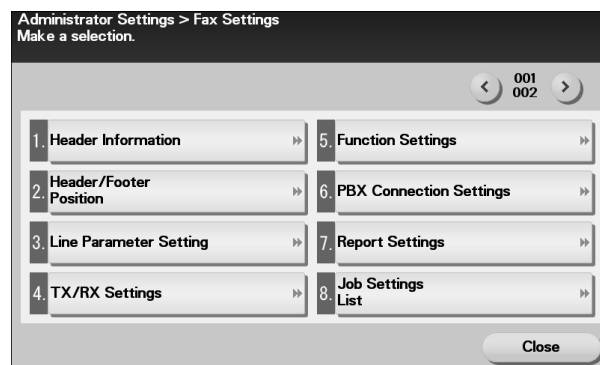 Administrator Settings > Fax Settings
Make a selection.
001
002
1. Header Information
2. Header/Footer
Position
3. Line Parameter Setting
4. TX/RX Settings
5. Function Settings
6. PBX Connection Settings
7. Report Settings
8. Job Settings
List
Close